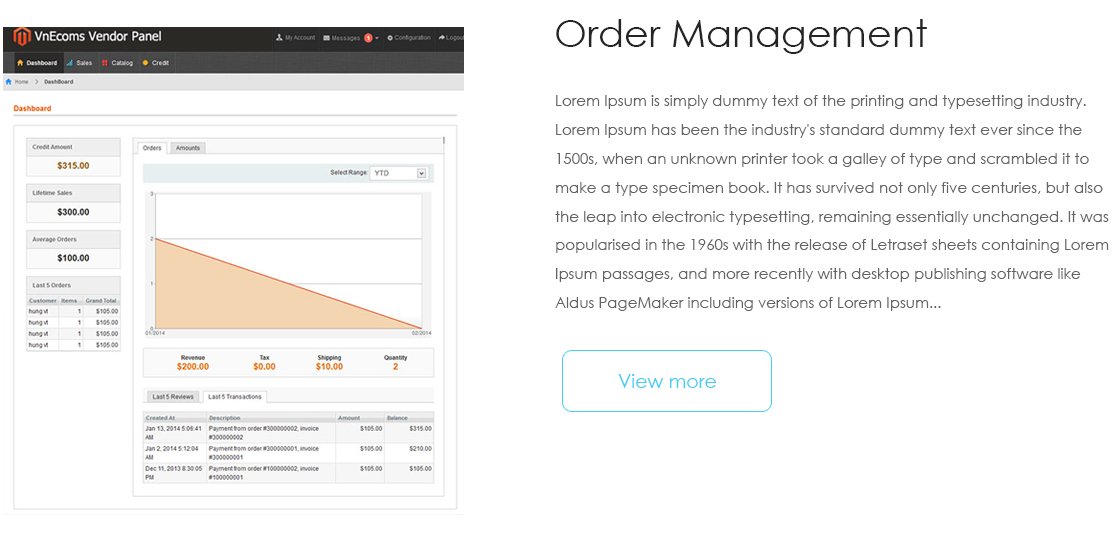 VnEcoms Vendor Panel
My Account Messages 1 Configuration Logout
Dashboard Sales Catalog Credit
Home > DashBoard
Dashboard
Credit Amount
$315.00
Lifetime Sales
$300.00
Average Orders
$100.00
Last 5 Orders
Customer Items ... Grand Total
hung vt 1 $105.00
hung vt 1 $105.00
hung vt 1 $105.00
hung vt 1 $105.00
Orders Amounts
Select Range: YTD
3
2
1
0
01/2014 02/2014
Revenue Tax Shipping Quantity
$200.00 $0.00 $10.00 2
Last 5 Reviews Last 5 Transactions
Created At Description Amount Balance
Jan 13, 2014 5:06:41 Payment from order #300000002, invoice $105.00 $315.00
AM #300000002
Jan 2, 2014 5:12:04 Payment from order #300000001, invoice $105.00 $210.00
AM #300000001
Dec 11, 2013 8:30:05 Payment from order #100000002, invoice $105.00 $105.00
PM #100000001
Order Management
Lorem Ipsum is simply dummy text of the printing and typesetting industry.
Lorem Ipsum has been the industry's standard dummy text ever since the
1500s, when an unknown printer took a galley of type and scrambled it to
make a type specimen book. It has survived not only five centuries, but also
the leap into electronic typesetting, remaining essentially unchanged. It was
popularised in the 1960s with the release of Letraset sheets containing Lorem
Ipsum passages, and more recently with desktop publishing software like
Aldus PageMaker including versions of Lorem Ipsum...
View more